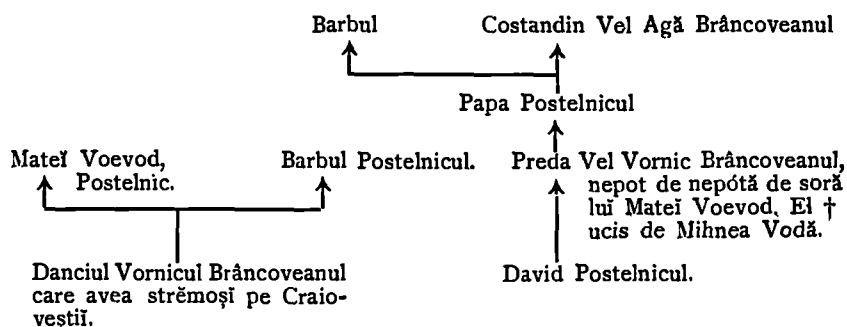 Barbul
Costandin Vel Agă Brâncoveanul
Papa Postelnicul
Mateĭ Voevod,
Postelnic.
Barbul Postelnicul.
Preda Vel Vornic Brâncoveanul,
nepot de nepótă de soră
luĭ Mateĭ Voevod. El †
ucis de Mihnea Vodă.
Danciul Vornicul Brâncoveanul
care avea strĕmoșĭ pe Craio-
veștiĭ.
David Postelnicul.